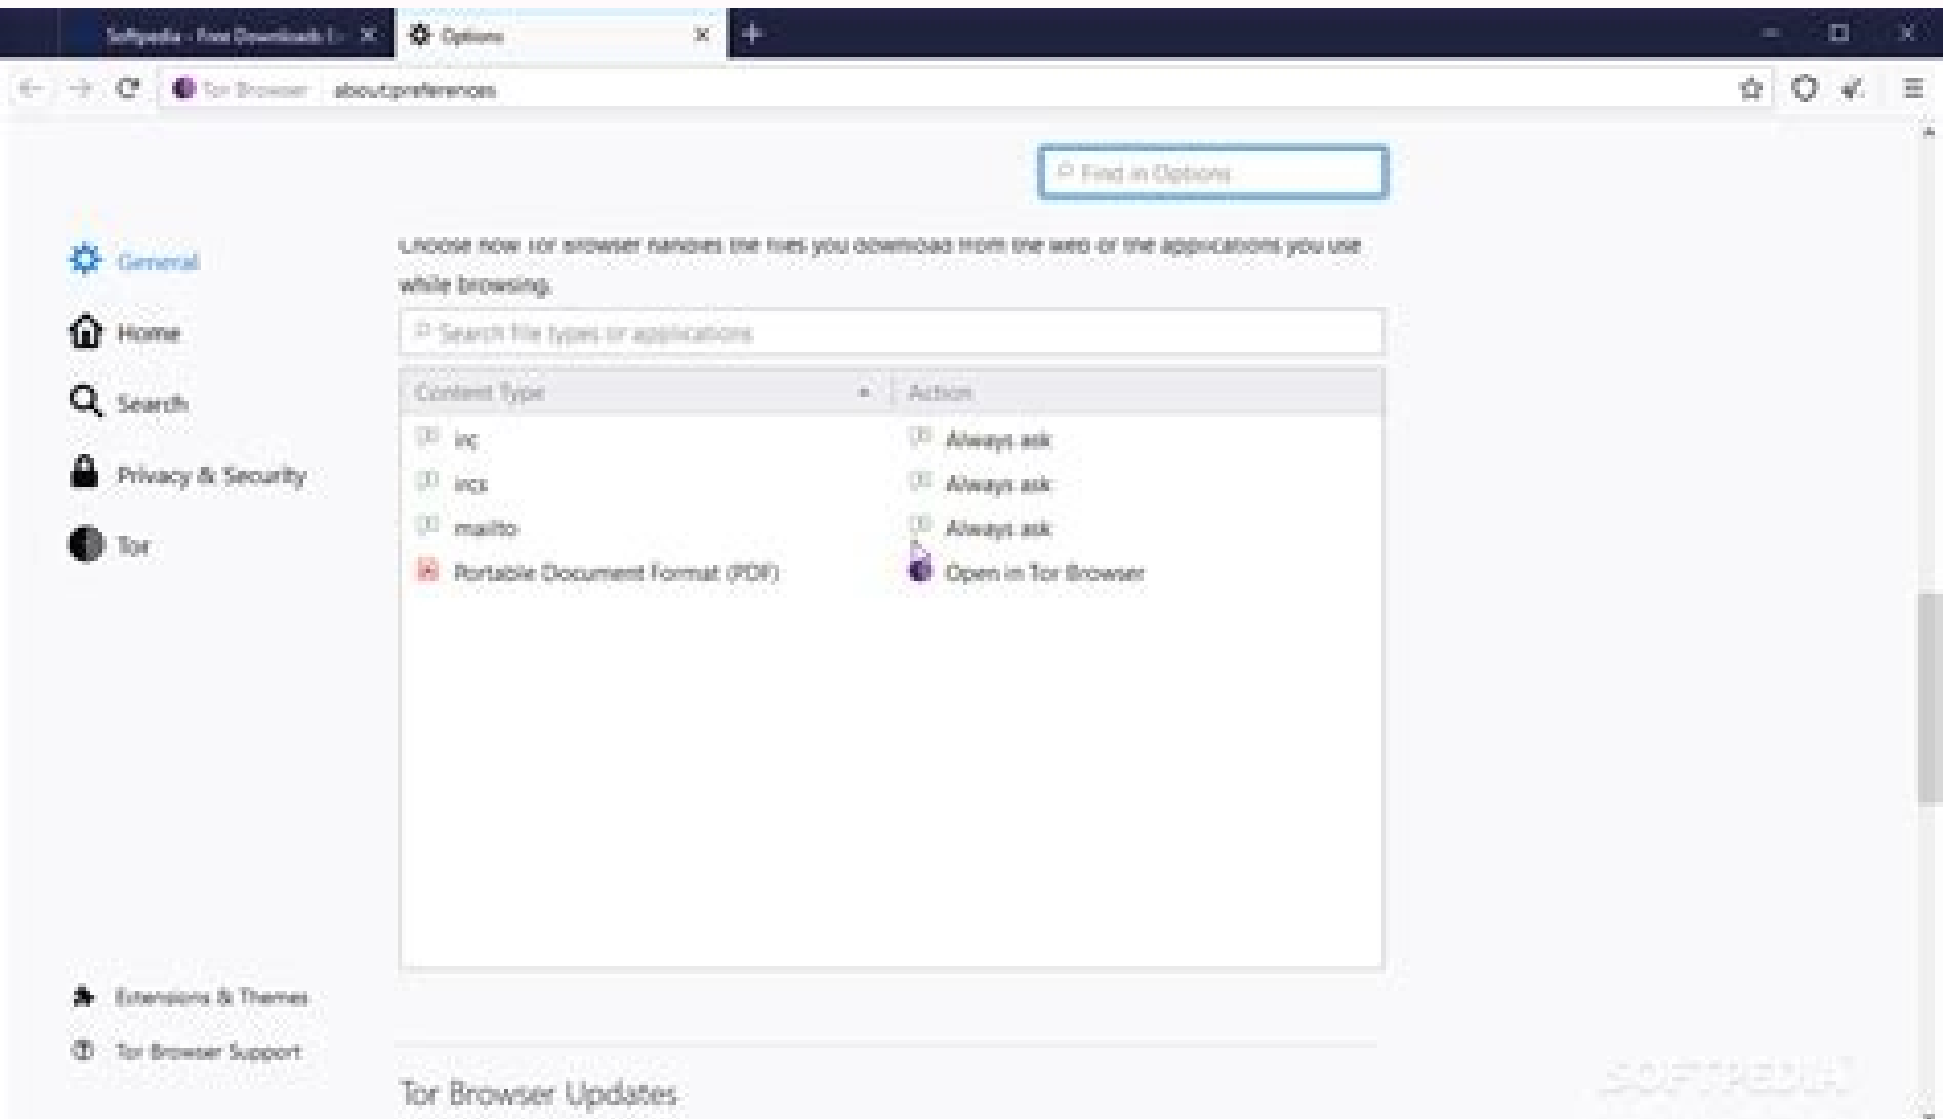 Softpedia - Free Downloads
Options
Tor Browser
about:preferences
Find in Options
General
Home
Search
Privacy & Security
Tor
Extensions & Themes
Tor Browser Support
Choose how Tor Browser handles the files you download from the web or the applications you use
while browsing.
Search file types or applications
Content Type
Action
irc
Always ask
ircs
Always ask
mailto
Always ask
Portable Document Format (PDF)
Open in Tor Browser
Tor Browser Updates
SOFTPEDIA